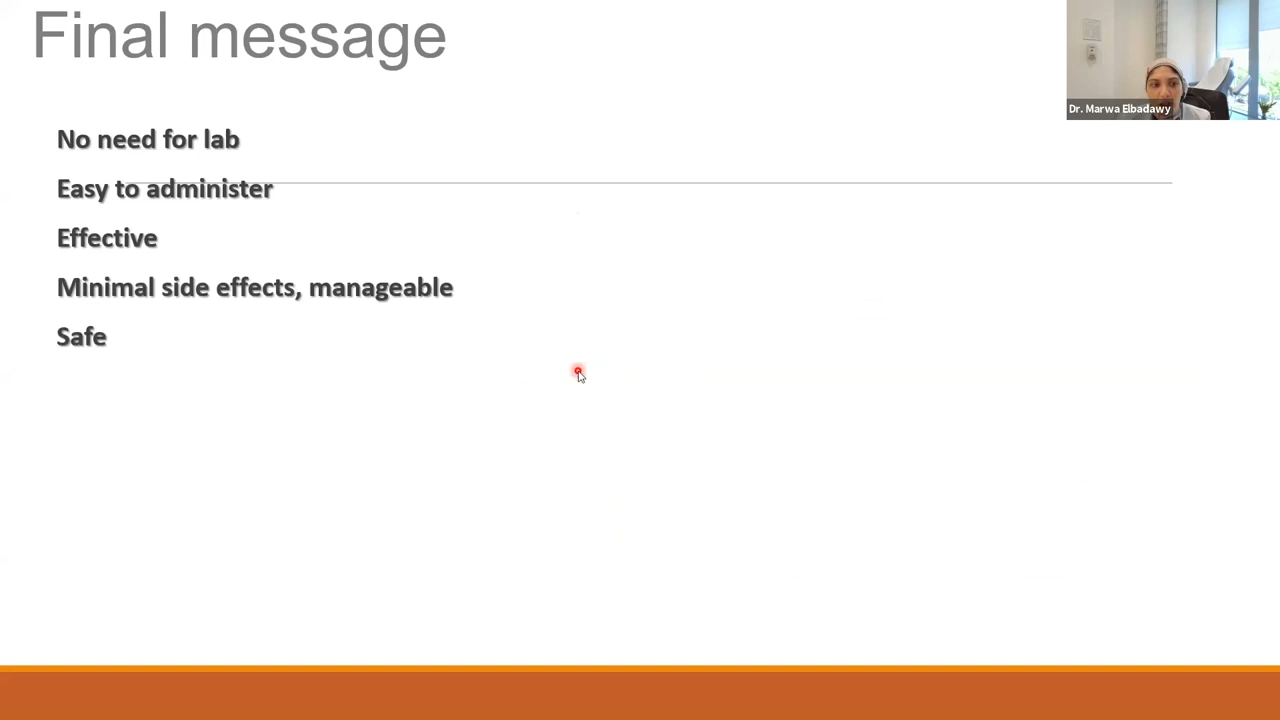 Final message
Dr. Marwa Elbadawy
No need for lab
Easy to administer
Effective
Minimal side effects, manageable
Safe